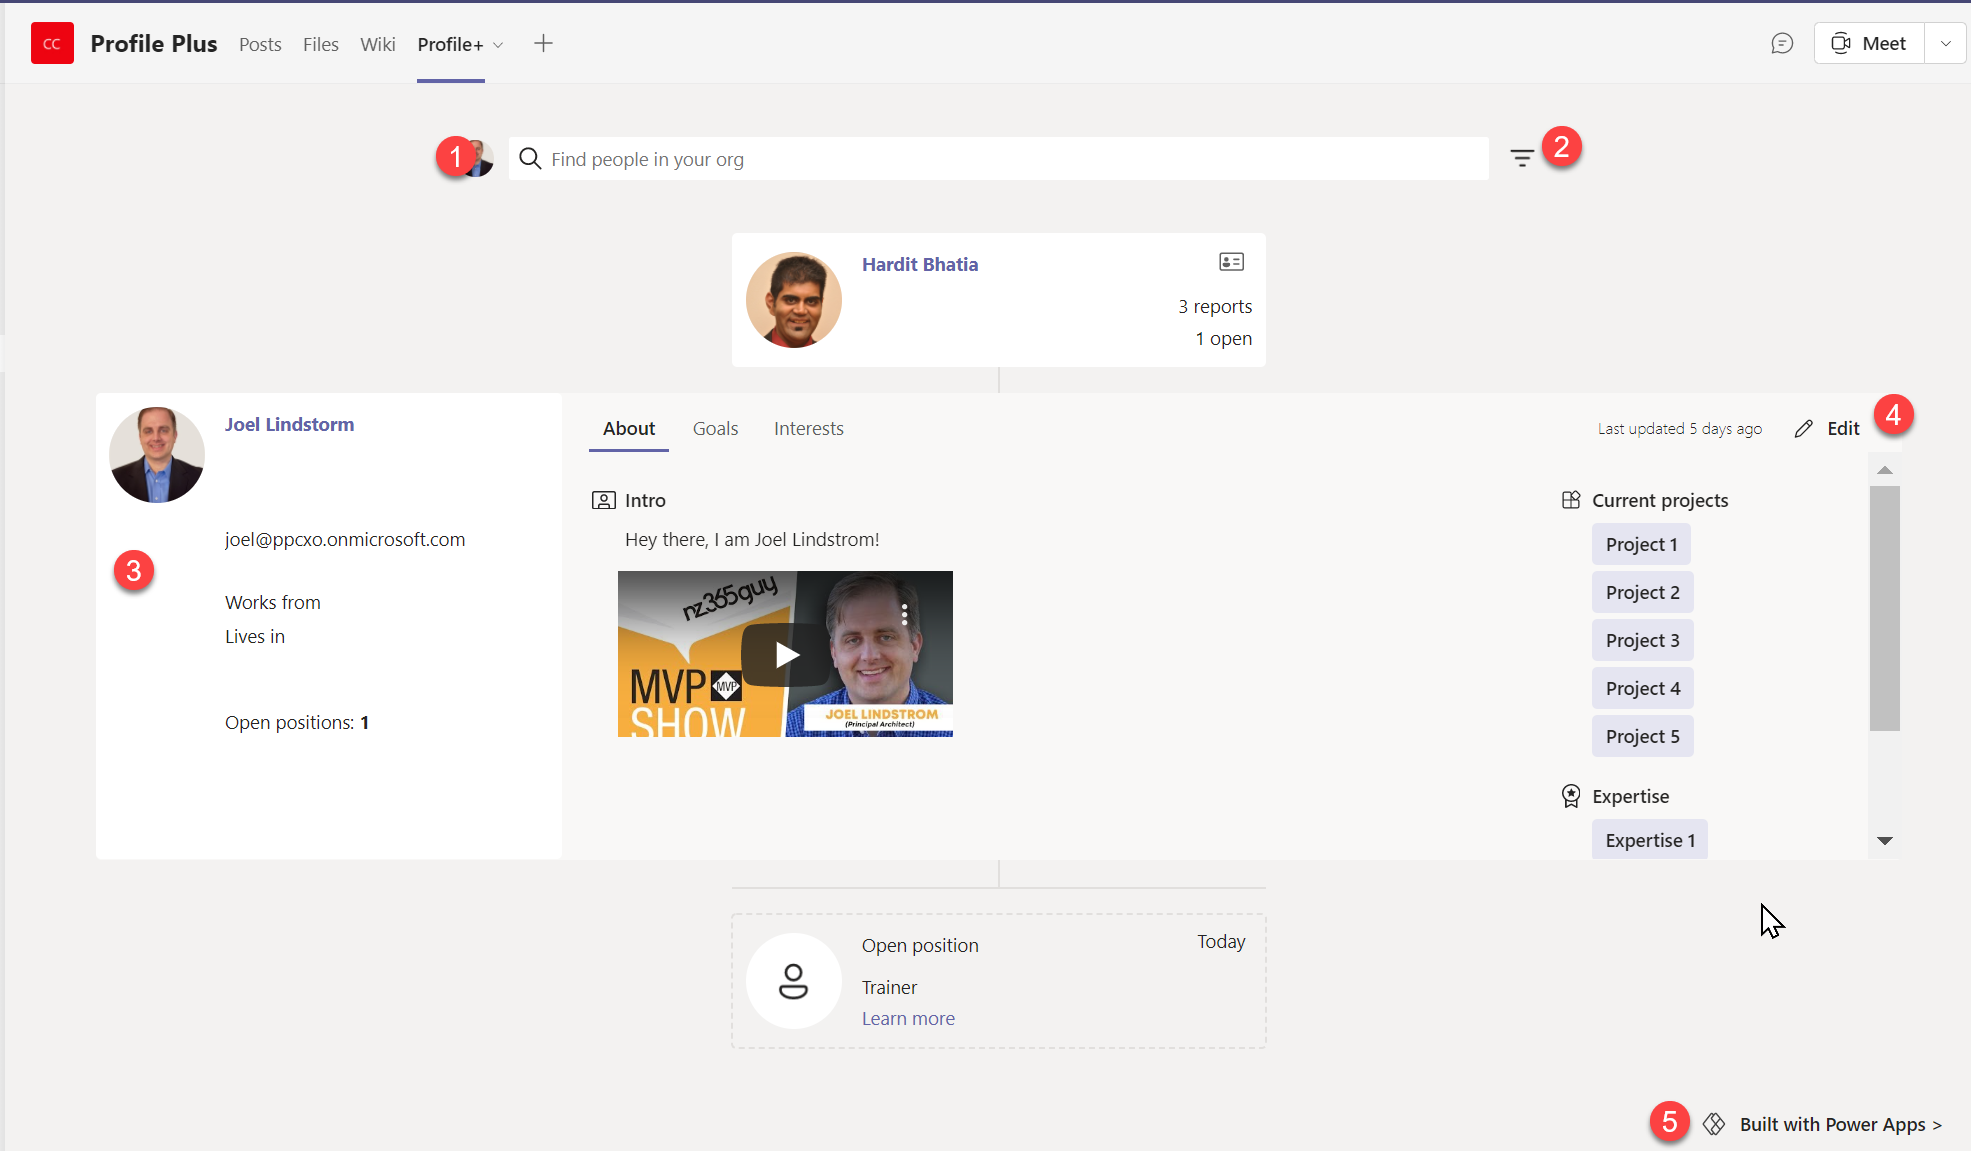 CC
Profile Plus
Posts
Files
Wiki
Profile+
Meet
1
Find people in your org
2
Hardit Bhatia
3 reports
1 open
Joel Lindstorm
joel@ppcxo.onmicrosoft.com
3
Works from
Lives in
Open positions: 1
About
Goals
Interests
Last updated 5 days ago
Edit
4
Intro
Hey there, I am Joel Lindstrom!
nz365guy
MVP
MVP
SHOW
JOEL LINDSTROM
(Principal Architect)
Current projects
Project 1
Project 2
Project 3
Project 4
Project 5
Expertise
Expertise 1
Open position
Today
Trainer
Learn more
5
Built with Power Apps >